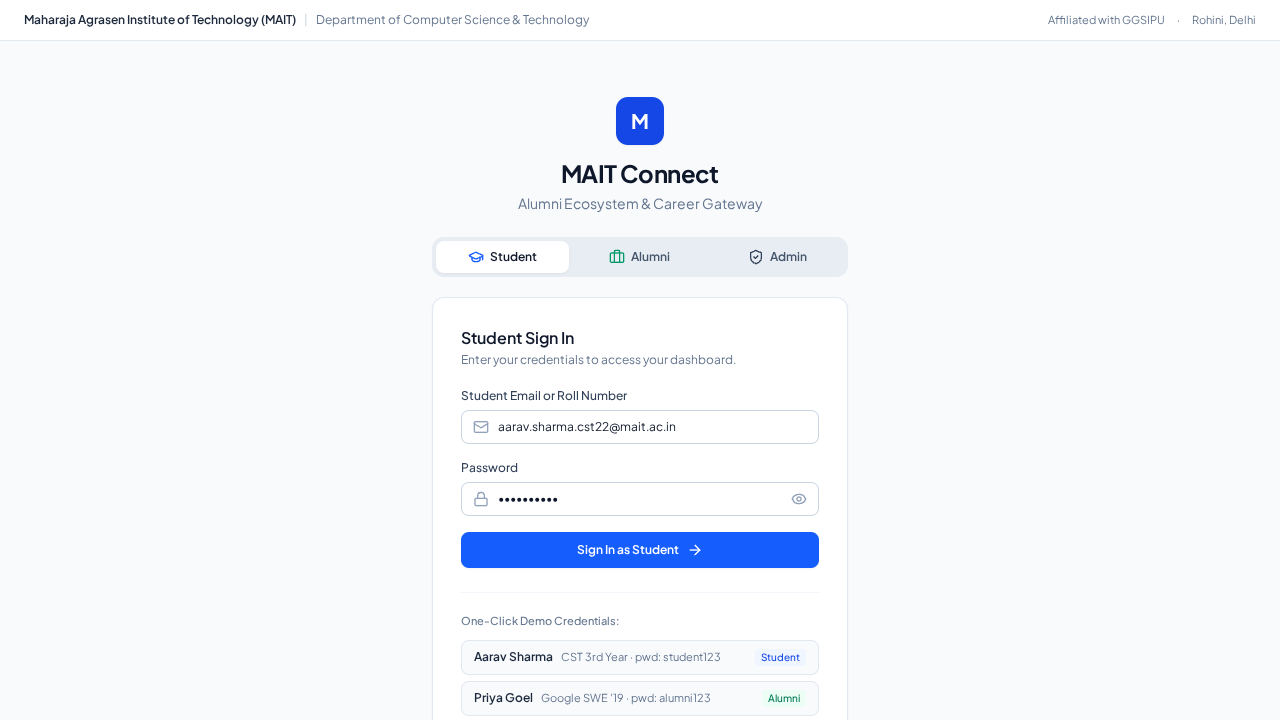 Maharaja Agrasen Institute of Technology (MAIT) | Department of Computer Science & Technology
Affiliated with GGSIPU · Rohini, Delhi
M
MAIT Connect
Alumni Ecosystem & Career Gateway
Student
Alumni
Admin
Student Sign In
Enter your credentials to access your dashboard.
Student Email or Roll Number
aarav.sharma.cst22@mait.ac.in
Password
••••••••••
Sign In as Student
One-Click Demo Credentials:
Aarav Sharma CST 3rd Year · pwd: student123 Student
Priya Goel Google SWE '19 · pwd: alumni123 Alumni